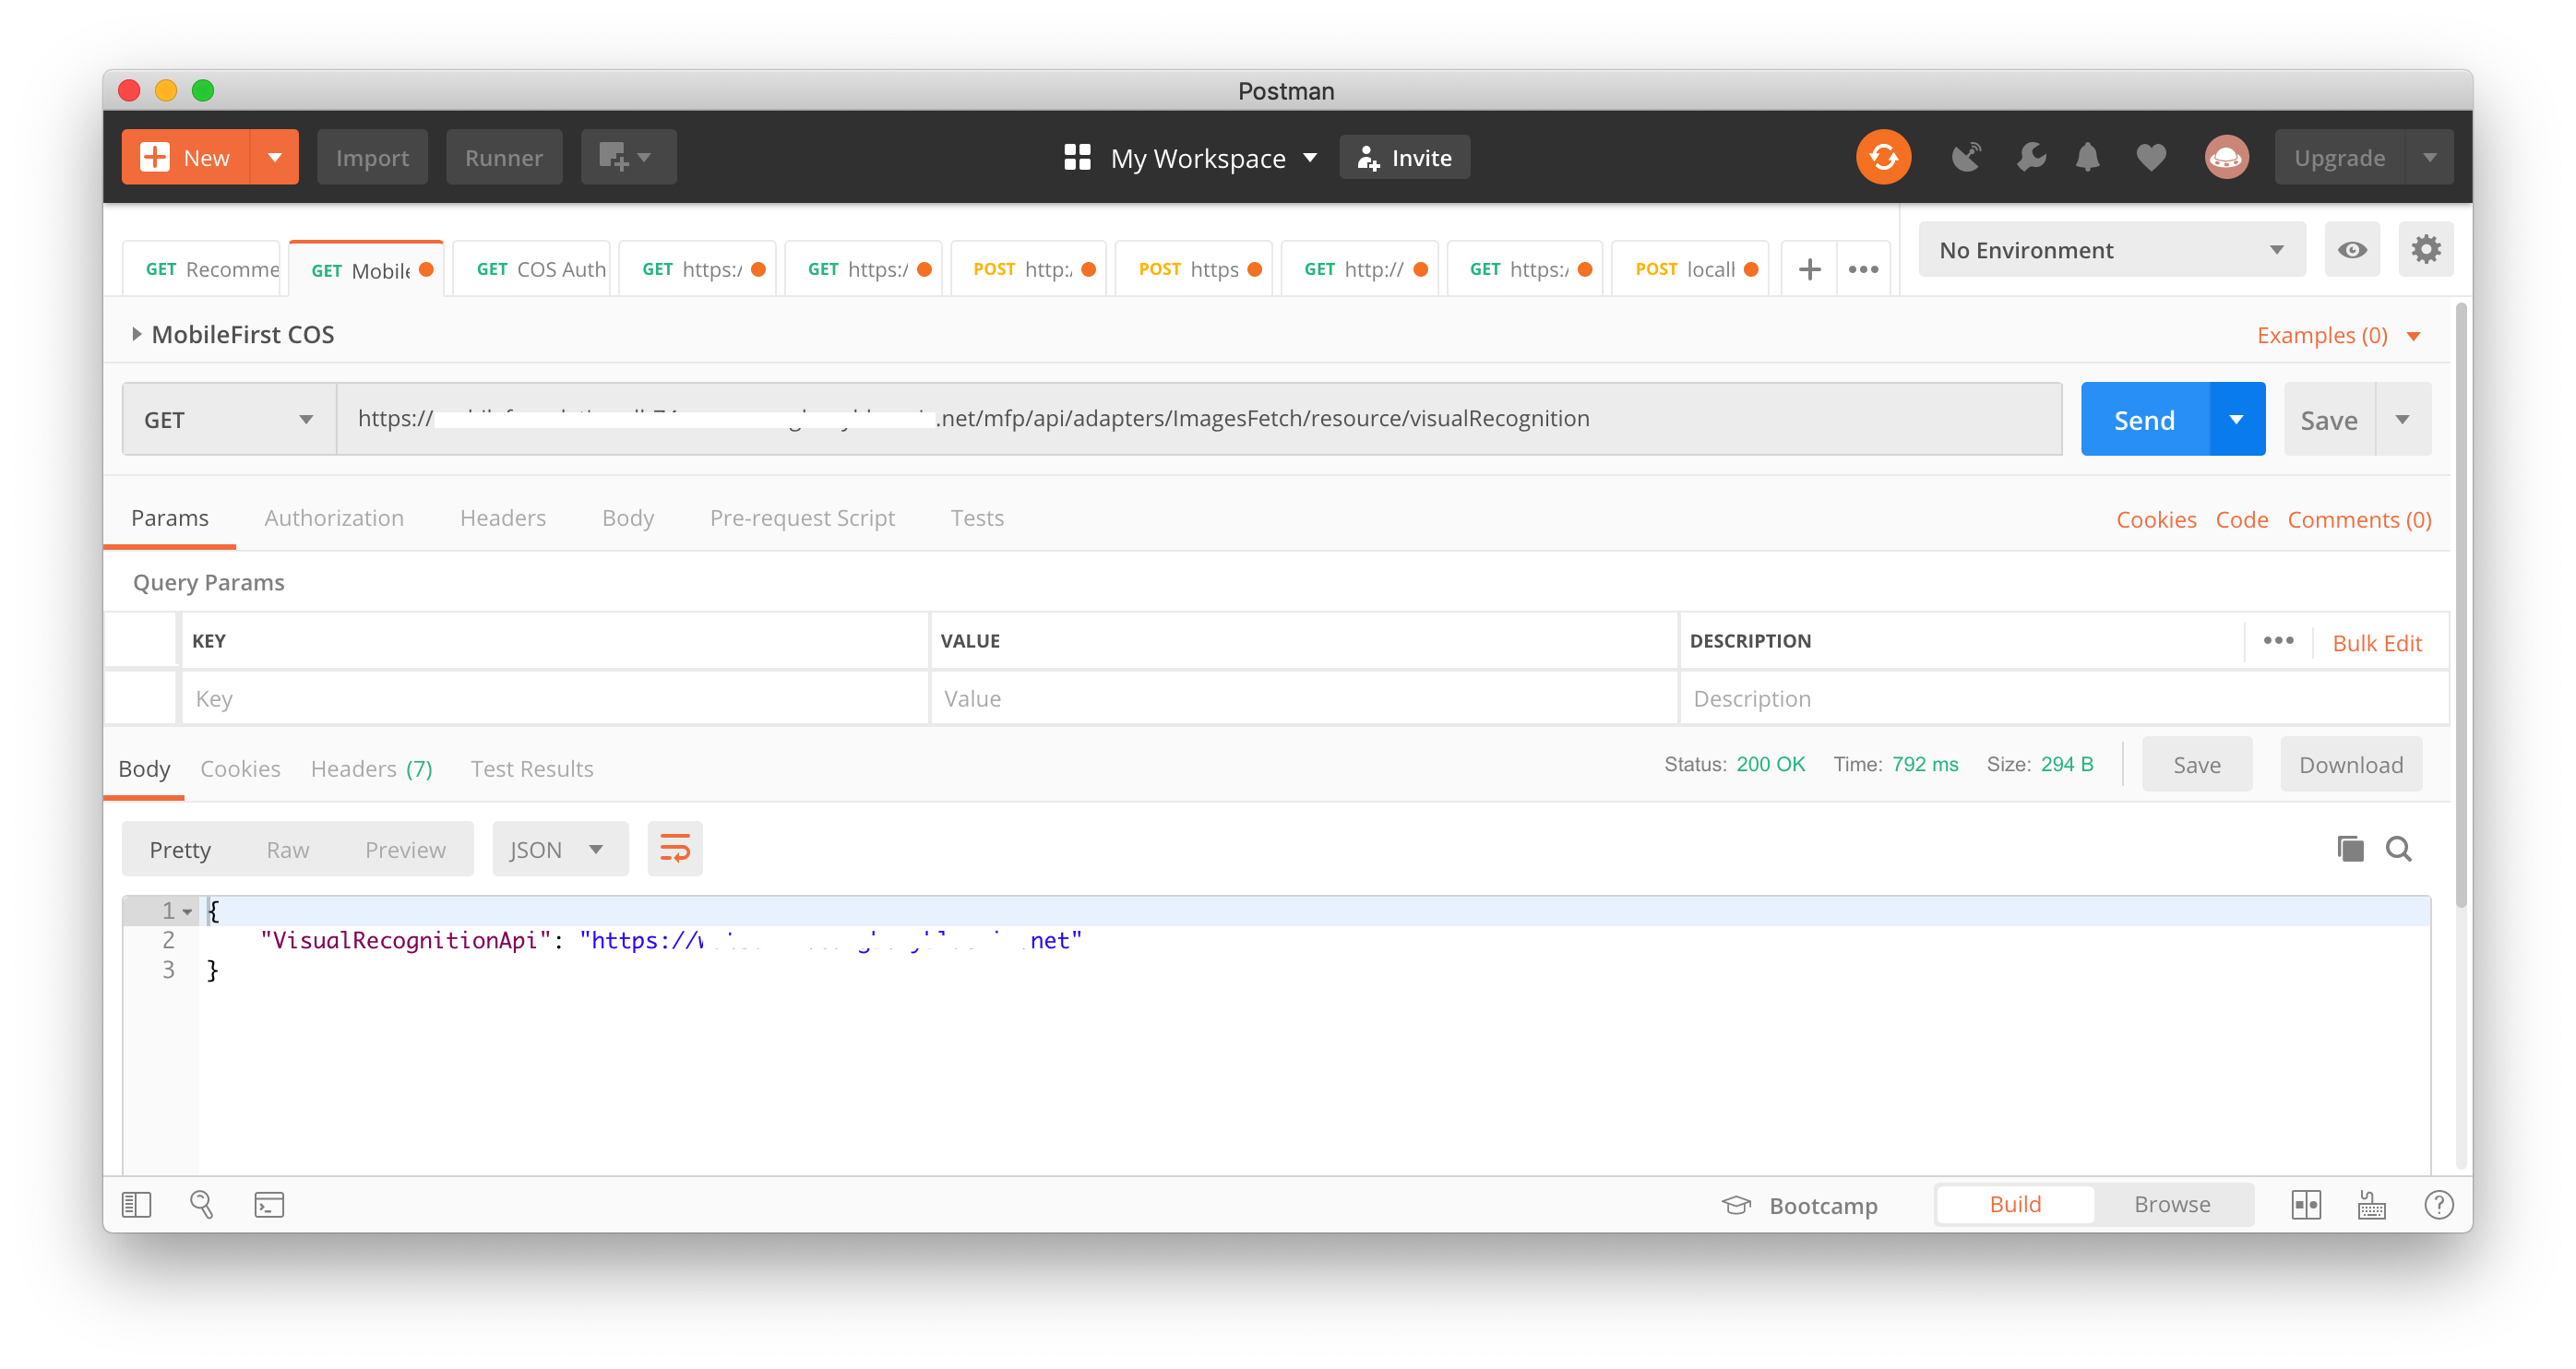 Postman
New Import Runner My Workspace Invite Upgrade
GET Recomme GET Mobile COS Auth GET https:/ GET https:/ POST http:/ POST https GET http:// GET https:/ POST locall No Environment
MobileFirst COS Examples (0)
GET https:// .net/mfp/api/adapters/ImagesFetch/resource/visualRecognition Send Save
Params Authorization Headers Body Pre-request Script Tests Cookies Code Comments (0)
Query Params
KEY VALUE DESCRIPTION Bulk Edit
Key Value Description
Body Cookies Headers (7) Test Results Status: 200 OK Time: 792 ms Size: 294 B Save Download
Pretty Raw Preview JSON
1 {
2 "VisualRecognitionApi": "https:// net"
3 }
Bootcamp Build Browse